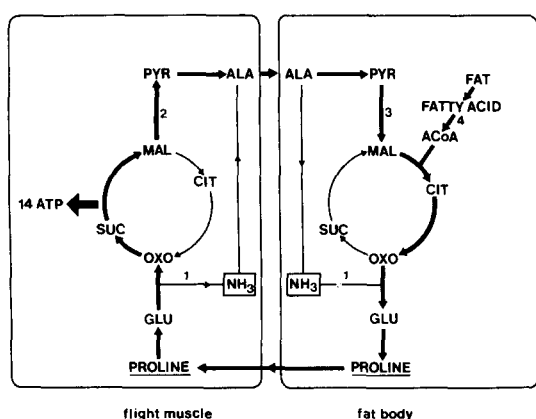 PYR ALA
2
MAL
CIT
14 ATP
SUC
OXO
1
NH3
GLU
PROLINE
flight muscle
ALA PYR
FAT
FATTY ACID
3
4
ACoA
MAL
CIT
SUC
OXO
NH3
1
GLU
PROLINE
fat body